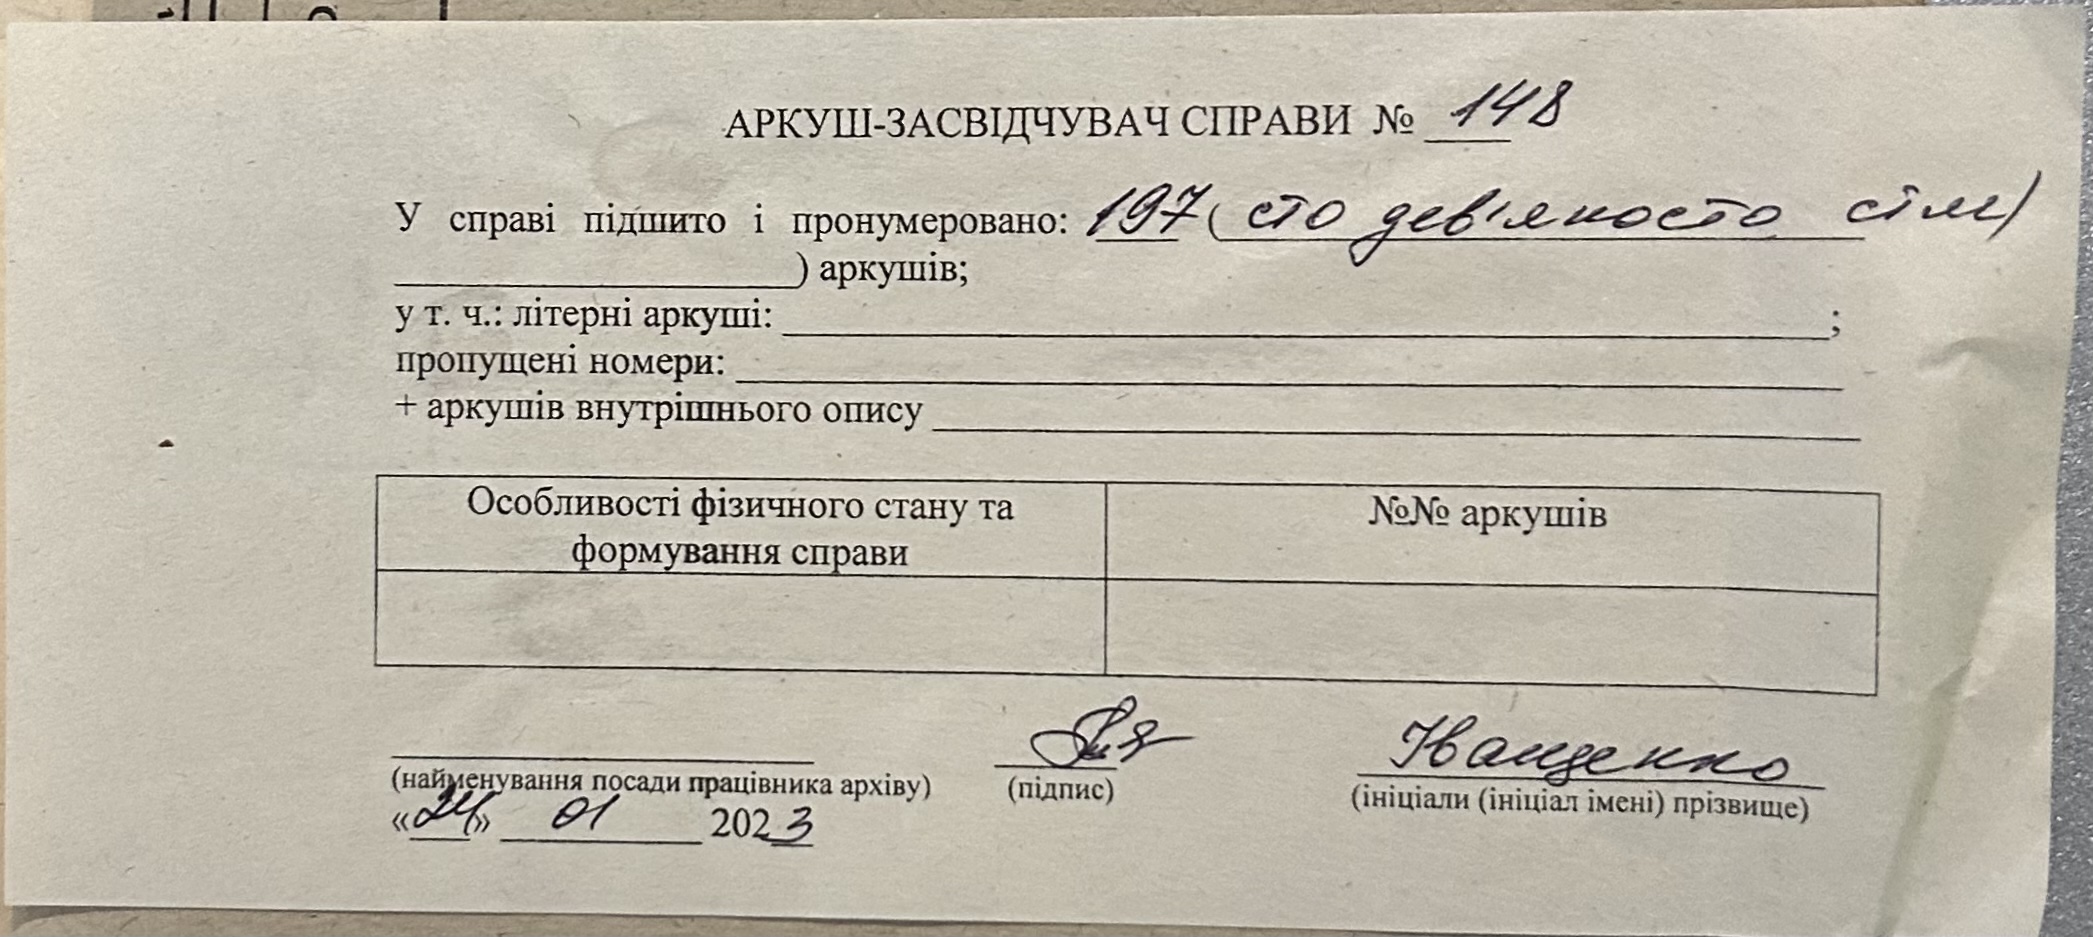 АРКУШ-ЗАСВІДЧУВАЧ СПРАВИ № 148
У справі підшито і пронумеровано: 197 ( сто дев'яносто сім)
) аркушів;
у т. ч.: літерні аркуші: ;
пропущені номери:
+ аркушів внутрішнього опису
Особливості фізичного стану та формування справи
№№ аркушів
Іващенко
(найменування посади працівника архіву) (підпис) (ініціали (ініціал імені) прізвище)
«24» 01 2023